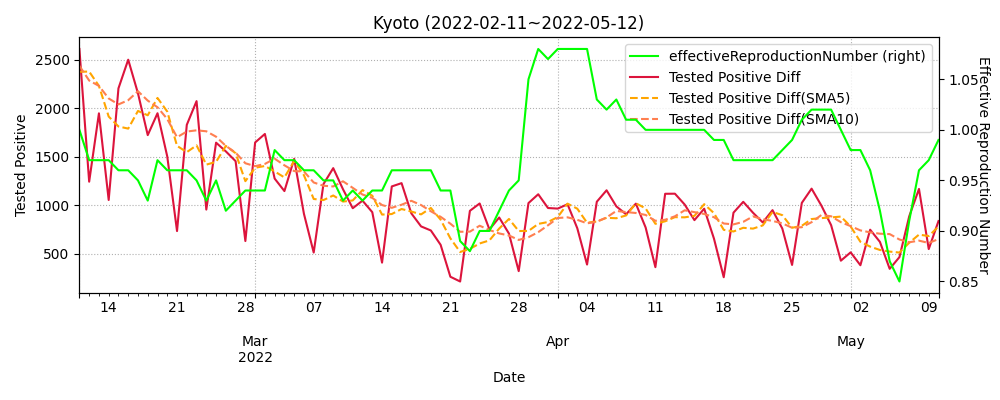 Kyoto (2022-02-11~2022-05-12)
effectiveReproductionNumber (right)
Tested Positive Diff
Tested Positive Diff(SMA5)
Tested Positive Diff(SMA10)
Tested Positive
2500
2000
1500
1000
500
1.05
1.00
0.95
0.90
0.85
Effective Reproduction Number
14 21 28 07 14 21 28 04 11 18 25 02 09
Mar Apr May
2022
Date